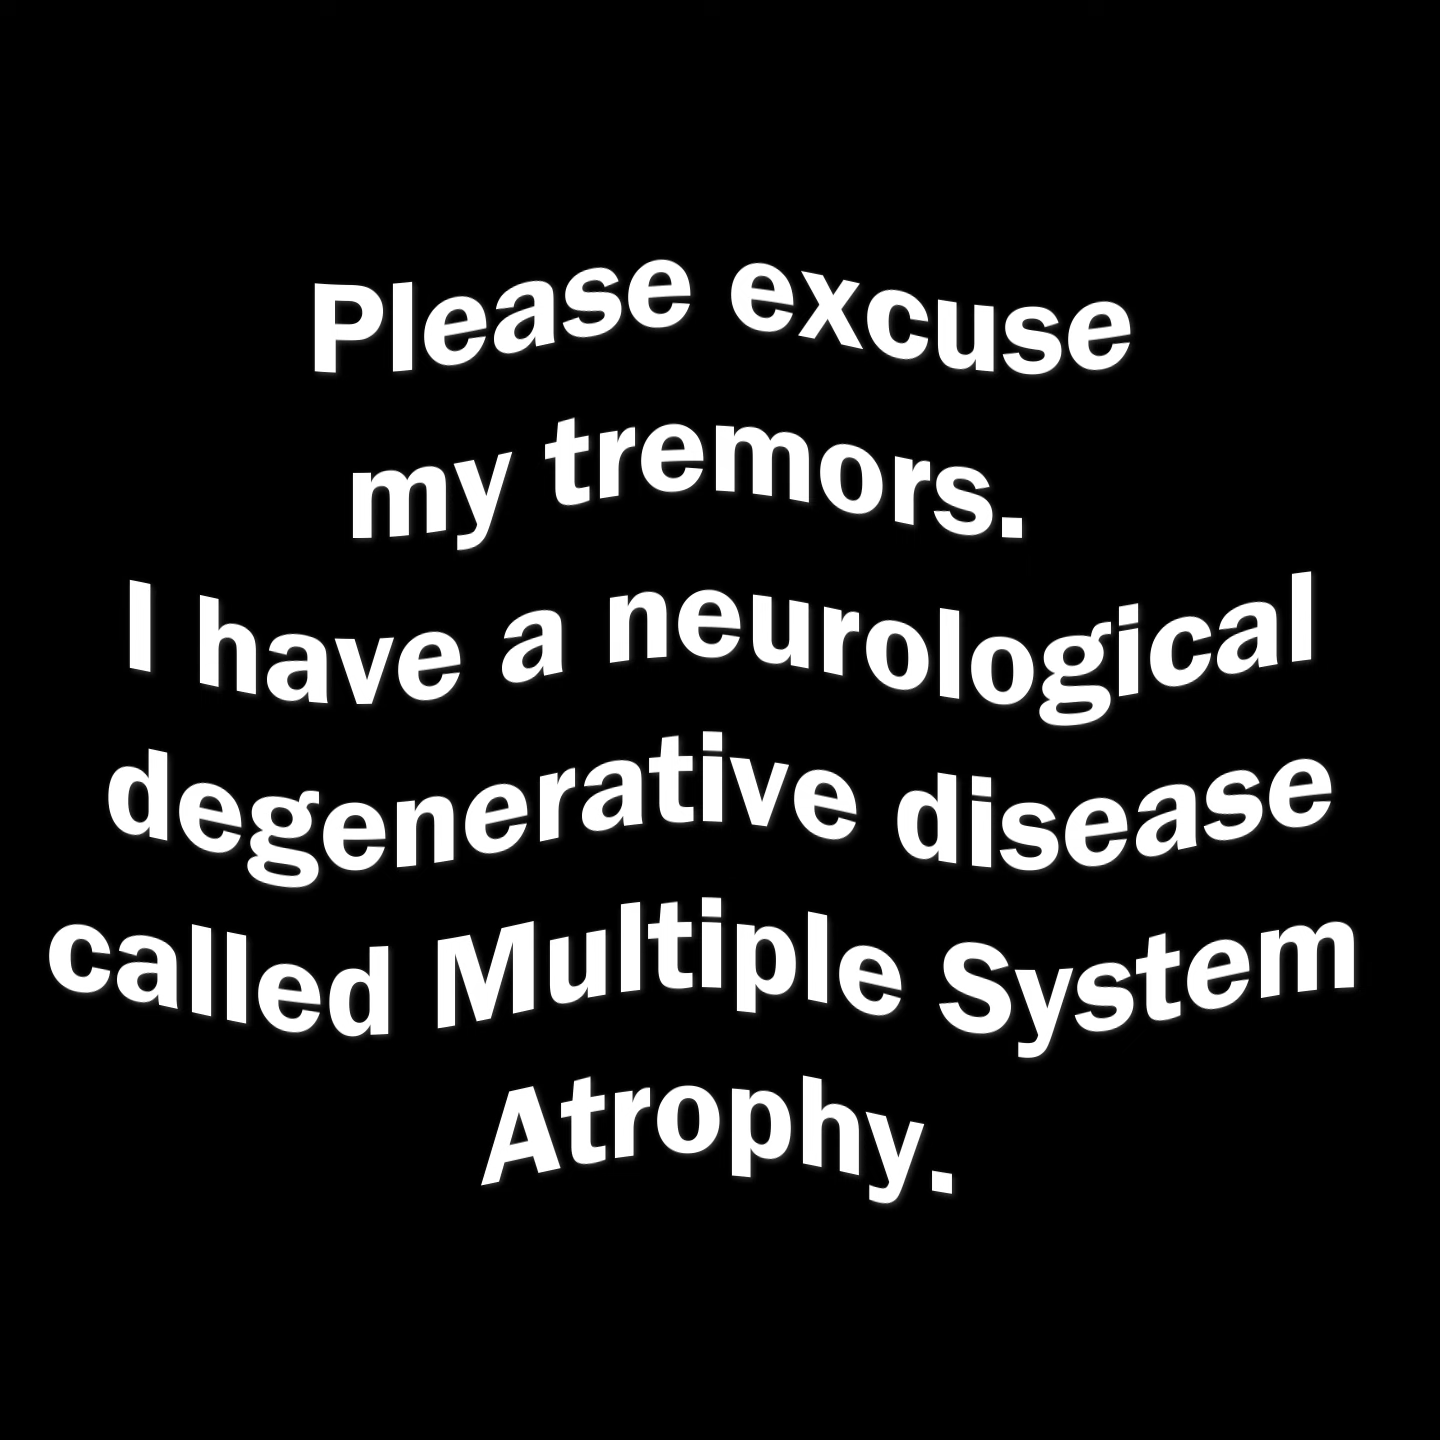 Please excuse
my tremors.
I have a neurological
degenerative disease
called Multiple System
Atrophy.